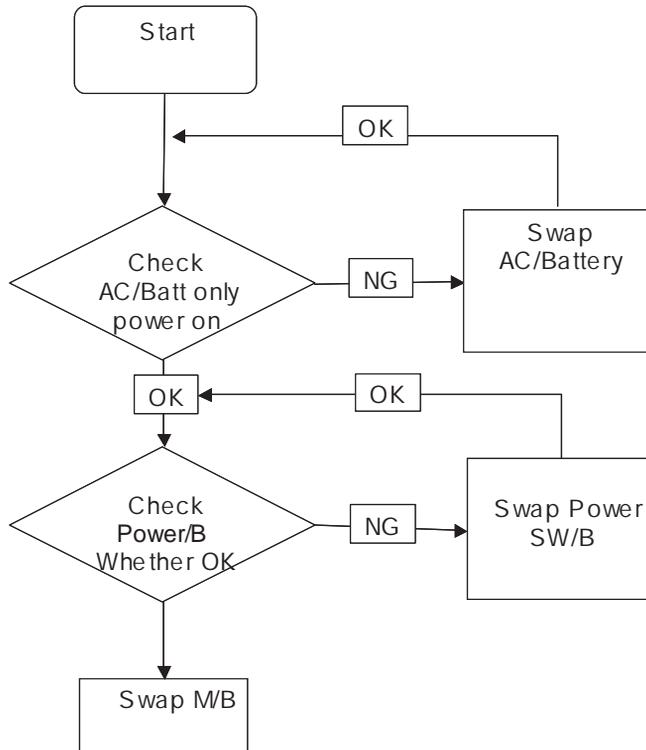 Start
OK
Check
AC/Batt only
power on
NG
Swap
AC/Battery
OK
OK
Check
Power/B
Whether OK
NG
Swap Power
SW/B
Swap M/B